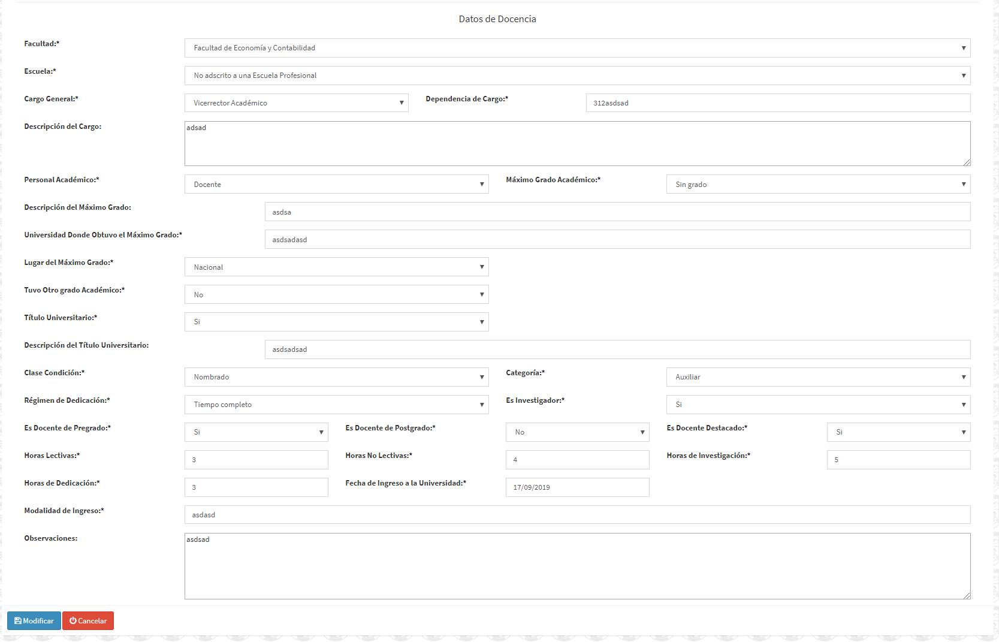 Datos de Docencia
Facultad:* Facultad de Economía y Contabilidad
Escuela:* No adscrito a una Escuela Profesional
Cargo General:* Vicerrector Académico Dependencia de Cargo:* 312asdsad
Descripción del Cargo: adsad
Personal Académico:* Docente Máximo Grado Académico:* Sin grado
Descripción del Máximo Grado: asdsa
Universidad Donde Obtuvo el Máximo Grado:* asdsadasd
Lugar del Máximo Grado:* Nacional
Tuvo Otro grado Académico:* No
Título Universitario:* Si
Descripción del Título Universitario: asdsadsad
Clase Condición:* Nombrado Categoría:* Auxiliar
Régimen de Dedicación:* Tiempo completo Es Investigador:* Si
Es Docente de Pregrado:* Si Es Docente de Postgrado:* No Es Docente Destacado:* Si
Horas Lectivas:* 3 Horas No Lectivas:* 4 Horas de Investigación:* 5
Horas de Dedicación:* 3 Fecha de Ingreso a la Universidad:* 17/09/2019
Modalidad de Ingreso:* asdasd
Observaciones: asdsad
Modificar Cancelar